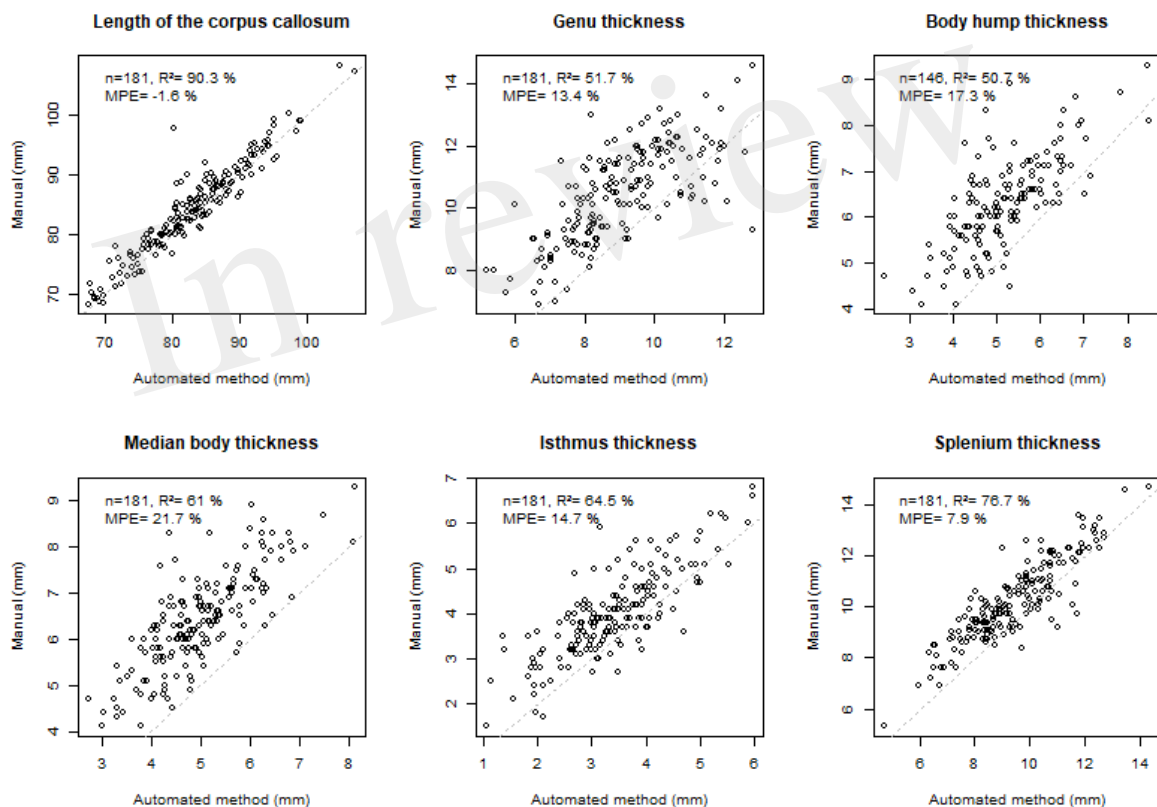 Length of the corpus callosum
n=181, R²= 90.3 %
MPE= -1.6 %
Manual (mm)
100
90
80
70
70 80 90 100
Automated method (mm)
Genu thickness
n=181, R²= 51.7 %
MPE= 13.4 %
Manual (mm)
14
12
10
8
6 8 10 12
Automated method (mm)
Body hump thickness
n=146, R²= 50.7 %
MPE= 17.3 %
Manual (mm)
9
8
7
6
5
4
3 4 5 6 7 8
Automated method (mm)
In review
Median body thickness
n=181, R²= 61 %
MPE= 21.7 %
Manual (mm)
9
8
7
6
5
4
3 4 5 6 7 8
Automated method (mm)
Isthmus thickness
n=181, R²= 64.5 %
MPE= 14.7 %
Manual (mm)
7
6
5
4
3
2
1 2 3 4 5 6
Automated method (mm)
Splenium thickness
n=181, R²= 76.7 %
MPE= 7.9 %
Manual (mm)
14
12
10
8
6
6 8 10 12 14
Automated method (mm)